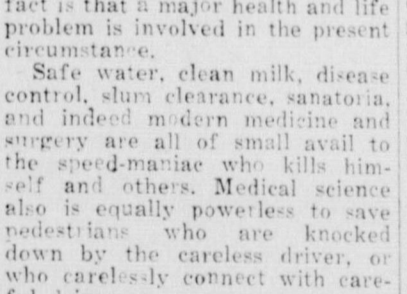 fact is that a major health and life
problem is involved in the present
circumstance.
Safe water, clean milk, disease
control, slum clearance, sanatoria,
and indeed modern medicine and
surgery are all of small avail to
the speed-maniac who kills him-
self and others. Medical science
also is equally powerless to save
pedestrians who are knocked
down by the careless driver, or
who carelessly connect with care-